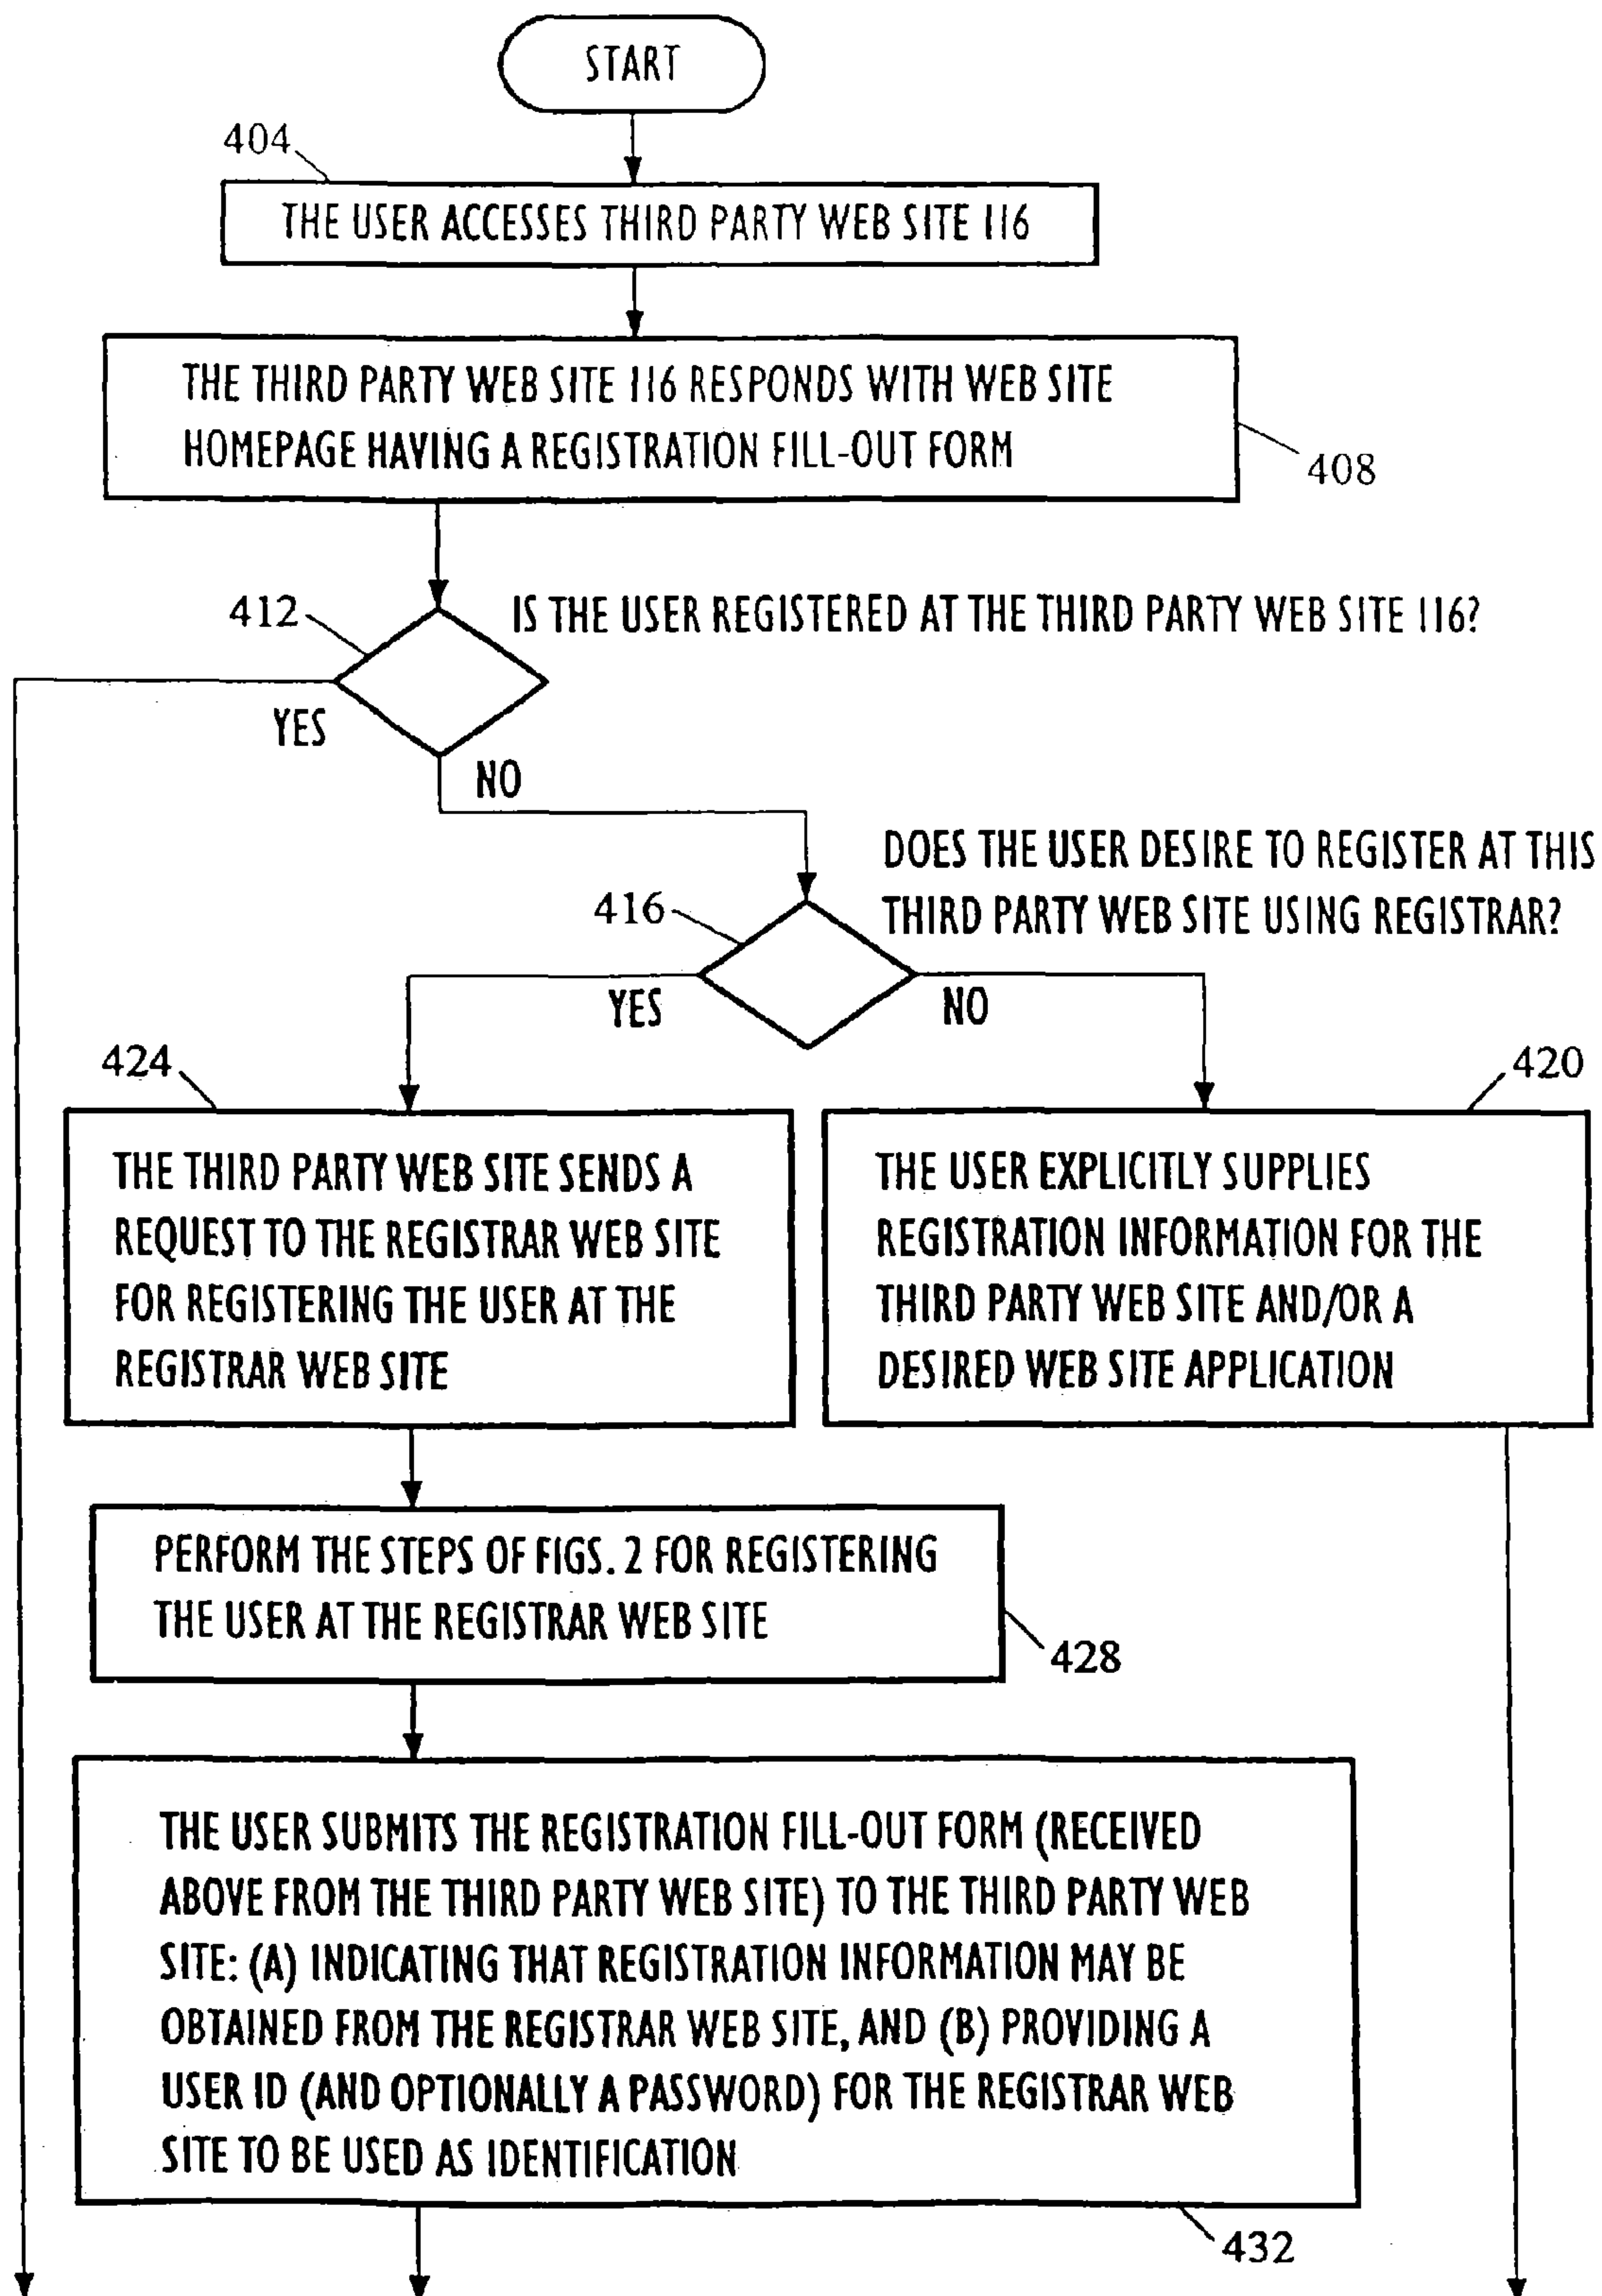 START
404
THE USER ACCESSES THIRD PARTY WEB SITE 116
THE THIRD PARTY WEB SITE 116 RESPONDS WITH WEB SITE
HOMEPAGE HAVING A REGISTRATION FILL-OUT FORM
408
412
IS THE USER REGISTERED AT THE THIRD PARTY WEB SITE 116?
YES
NO
DOES THE USER DESIRE TO REGISTER AT THIS
THIRD PARTY WEB SITE USING REGISTRAR?
416
YES
NO
424
420
THE THIRD PARTY WEB SITE SENDS A
REQUEST TO THE REGISTRAR WEB SITE
FOR REGISTERING THE USER AT THE
REGISTRAR WEB SITE
THE USER EXPLICITLY SUPPLIES
REGISTRATION INFORMATION FOR THE
THIRD PARTY WEB SITE AND/OR A
DESIRED WEB SITE APPLICATION
PERFORM THE STEPS OF FIGS. 2 FOR REGISTERING
THE USER AT THE REGISTRAR WEB SITE
428
THE USER SUBMITS THE REGISTRATION FILL-OUT FORM (RECEIVED
ABOVE FROM THE THIRD PARTY WEB SITE) TO THE THIRD PARTY WEB
SITE: (A) INDICATING THAT REGISTRATION INFORMATION MAY BE
OBTAINED FROM THE REGISTRAR WEB SITE, AND (B) PROVIDING A
USER ID (AND OPTIONALLY A PASSWORD) FOR THE REGISTRAR WEB
SITE TO BE USED AS IDENTIFICATION
432